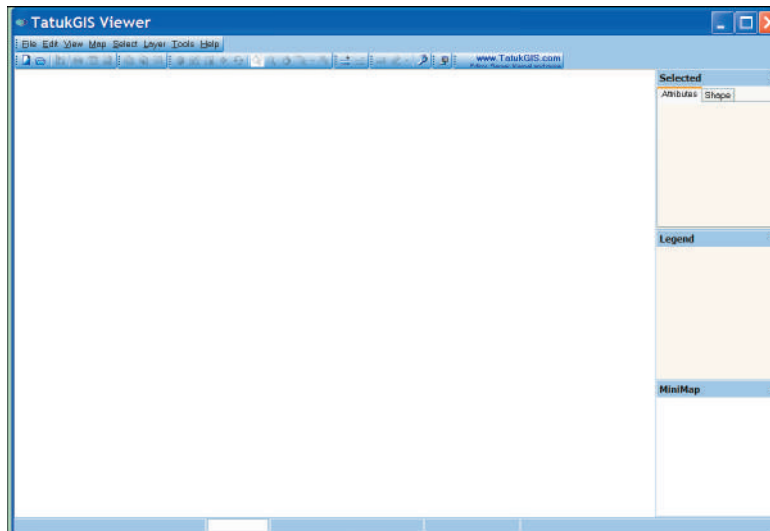 TatukGIS Viewer
File Edit View Map Select Layer Tools Help
www.TatukGIS.com
Selected
Attributes Shape
Legend
MiniMap